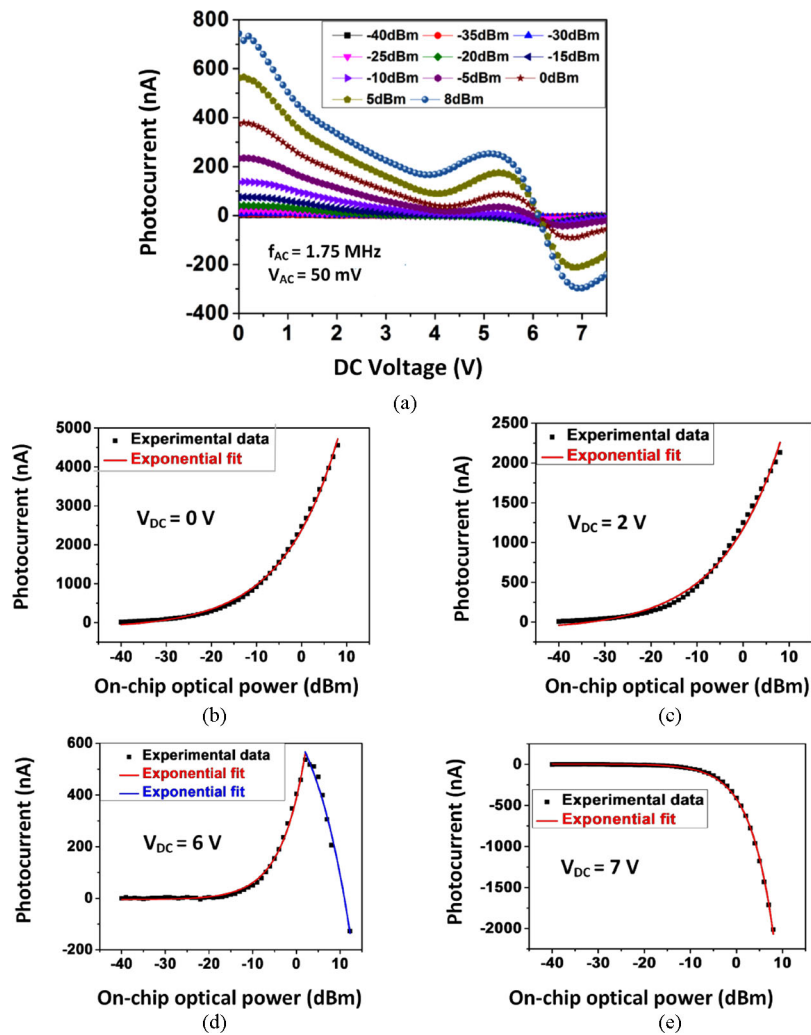 800
600
400
200
0
-200
-400
Photocurrent (nA)
-40dBm -35dBm -30dBm
-25dBm -20dBm -15dBm
-10dBm -5dBm 0dBm
5dBm 8dBm
f_AC = 1.75 MHz
V_AC = 50 mV
0 1 2 3 4 5 6 7
DC Voltage (V)
(a)
5000
4000
3000
2000
1000
0
Photocurrent (nA)
Experimental data
Exponential fit
V_DC = 0 V
-40 -30 -20 -10 0 10
On-chip optical power (dBm)
(b)
2500
2000
1500
1000
500
0
Photocurrent (nA)
Experimental data
Exponential fit
V_DC = 2 V
-40 -30 -20 -10 0 10
On-chip optical power (dBm)
(c)
600
400
200
0
-200
Photocurrent (nA)
Experimental data
Exponential fit
Exponential fit
V_DC = 6 V
-40 -30 -20 -10 0 10
On-chip optical power (dBm)
(d)
0
-500
-1000
-1500
-2000
Photocurrent (nA)
Experimental data
Exponential fit
V_DC = 7 V
-40 -30 -20 -10 0 10
On-chip optical power (dBm)
(e)